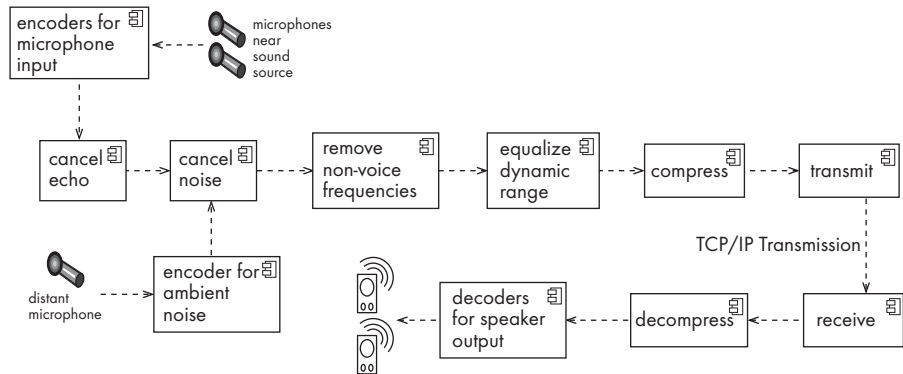 encoders for
microphone
input
microphones
near
sound
source
cancel
echo
cancel
noise
remove
non-voice
frequencies
equalize
dynamic
range
compress
transmit
TCP/IP Transmission
distant
microphone
encoder for
ambient
noise
decoders
for speaker
output
decompress
receive